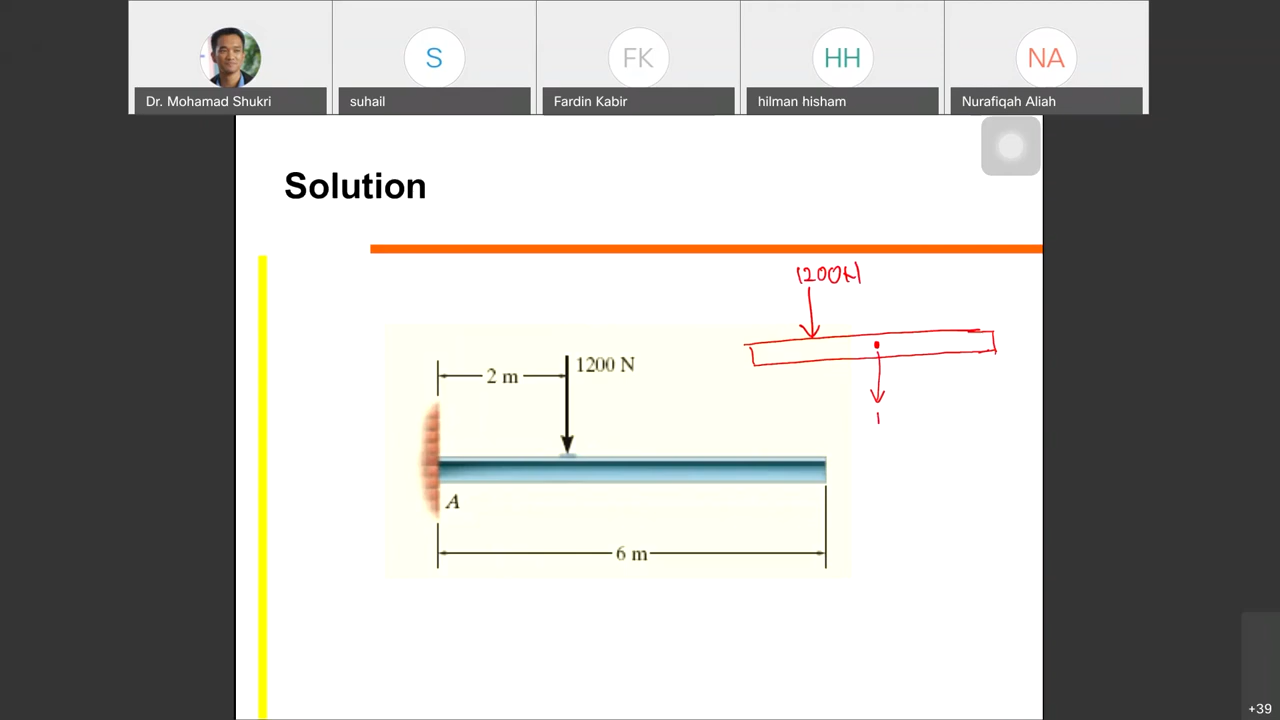 S
FK
HH
NA
Dr. Mohamad Shukri
suhail
Fardin Kabir
hilman hisham
Nurafiqah Aliah
Solution
1200N
2 m
1200 N
A
6 m
+39